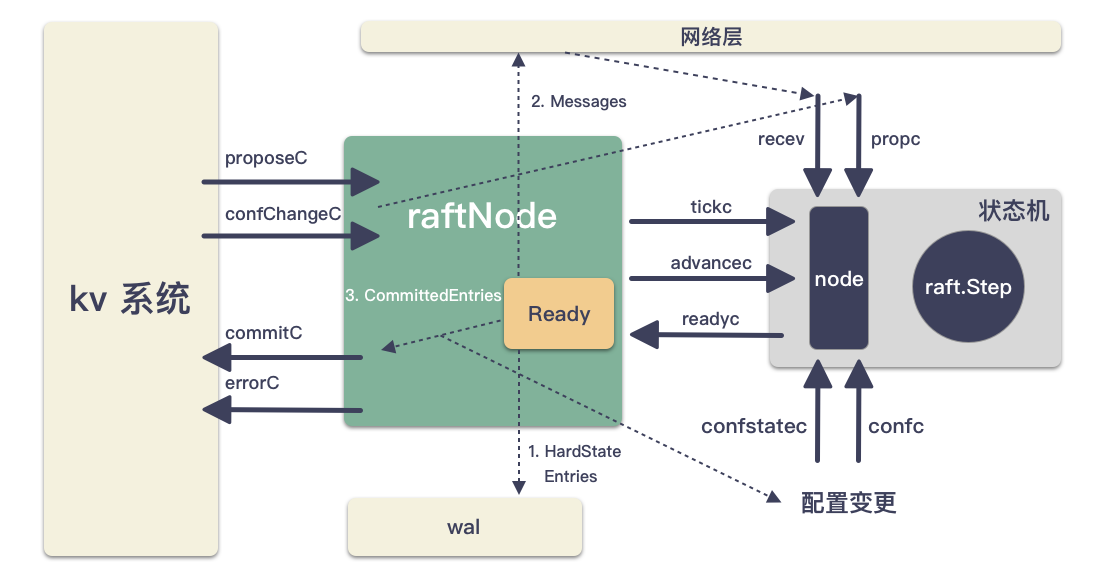 网络层
2. Messages
recev
propc
proposeC
confChangeC
raftNode
tickc
状态机
advancec
node
raft.Step
kv 系统
3. CommittedEntries
Ready
readyc
commitC
errorC
confstatec
confc
1. HardState
Entries
配置变更
wal